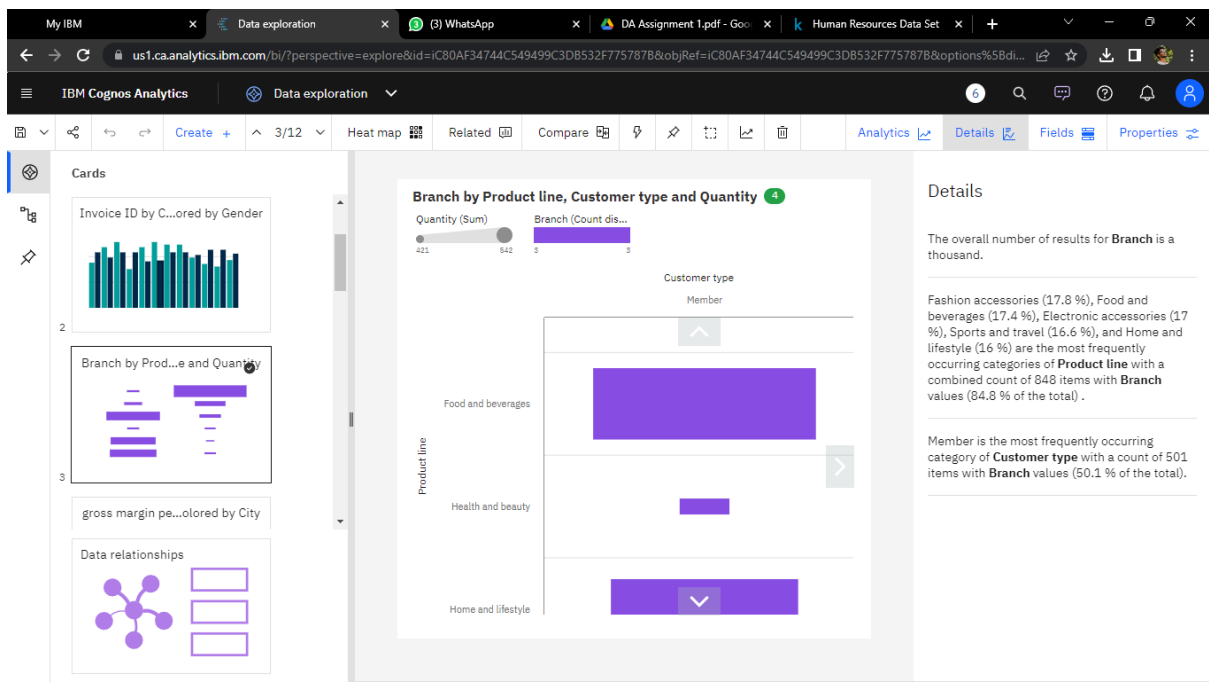 My IBM
Data exploration
(3) WhatsApp
DA Assignment 1.pdf - Goo
Human Resources Data Set
us1.ca.analytics.ibm.com/bi/?perspective=explore&id=iC80AF34744C549499C3DB532F775787B&objRef=iC80AF34744C549499C3DB532F775787B&options%5Bdi...
IBM Cognos Analytics
Data exploration
6
Create +
3/12
Heat map
Related
Compare
Analytics
Details
Fields
Properties
Cards
Invoice ID by C...ored by Gender
2
Branch by Prod...e and Quantity
3
gross margin pe...olored by City
Data relationships
Branch by Product line, Customer type and Quantity 4
Quantity (Sum)
Branch (Count dis...
421 642
3 3
Customer type
Member
Product line
Food and beverages
Health and beauty
Home and lifestyle
Details
The overall number of results for Branch is a
thousand.
Fashion accessories (17.8 %), Food and
beverages (17.4 %), Electronic accessories (17
%), Sports and travel (16.6 %), and Home and
lifestyle (16 %) are the most frequently
occurring categories of Product line with a
combined count of 848 items with Branch
values (84.8 % of the total) .
Member is the most frequently occurring
category of Customer type with a count of 501
items with Branch values (50.1 % of the total).